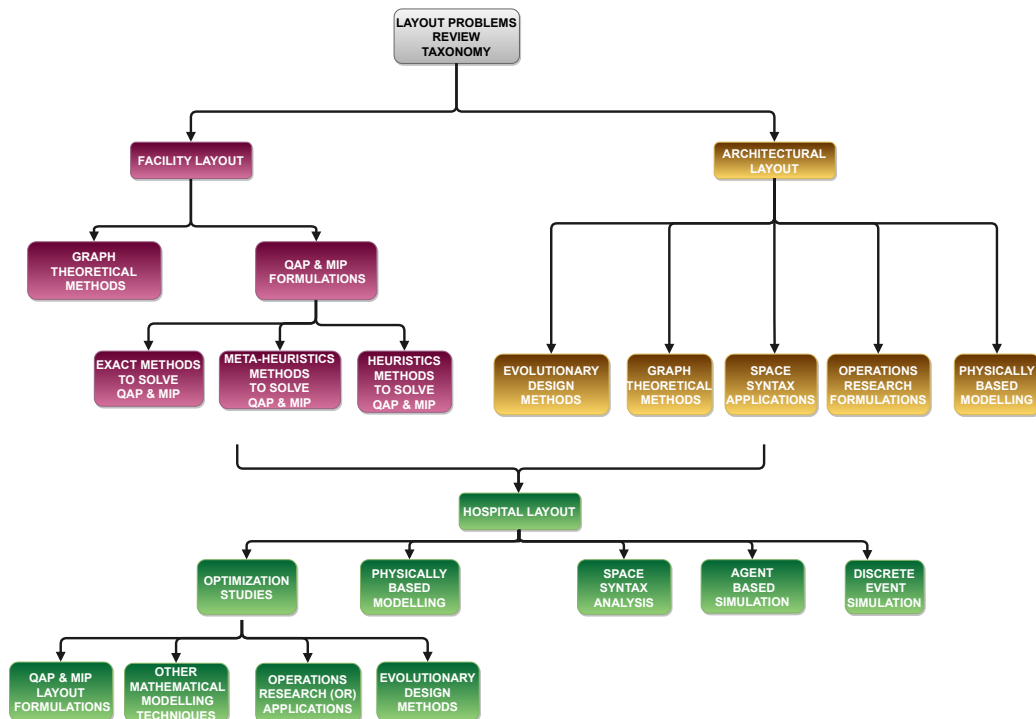 LAYOUT PROBLEMS
REVIEW
TAXONOMY
FACILITY LAYOUT
ARCHITECTURAL
LAYOUT
GRAPH
THEORETICAL
METHODS
QAP & MIP
FORMULATIONS
EXACT METHODS
TO SOLVE
QAP & MIP
META-HEURISTICS
METHODS
TO SOLVE
QAP & MIP
HEURISTICS
METHODS
TO SOLVE
QAP & MIP
EVOLUTIONARY
DESIGN
METHODS
GRAPH
THEORETICAL
METHODS
SPACE
SYNTAX
APPLICATIONS
OPERATIONS
RESEARCH
FORMULATIONS
PHYSICALLY
BASED
MODELLING
HOSPITAL LAYOUT
OPTIMIZATION
STUDIES
PHYSICALLY
BASED
MODELLING
SPACE
SYNTAX
ANALYSIS
AGENT
BASED
SIMULATION
DISCRETE
EVENT
SIMULATION
QAP & MIP
LAYOUT
FORMULATIONS
OTHER
MATHEMATICAL
MODELLING
TECHNIQUES
OPERATIONS
RESEARCH (OR)
APPLICATIONS
EVOLUTIONARY
DESIGN
METHODS